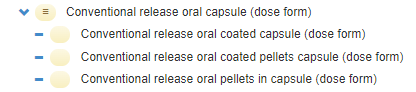 Conventional release oral capsule (dose form)
Conventional release oral coated capsule (dose form)
Conventional release oral coated pellets capsule (dose form)
Conventional release oral pellets in capsule (dose form)